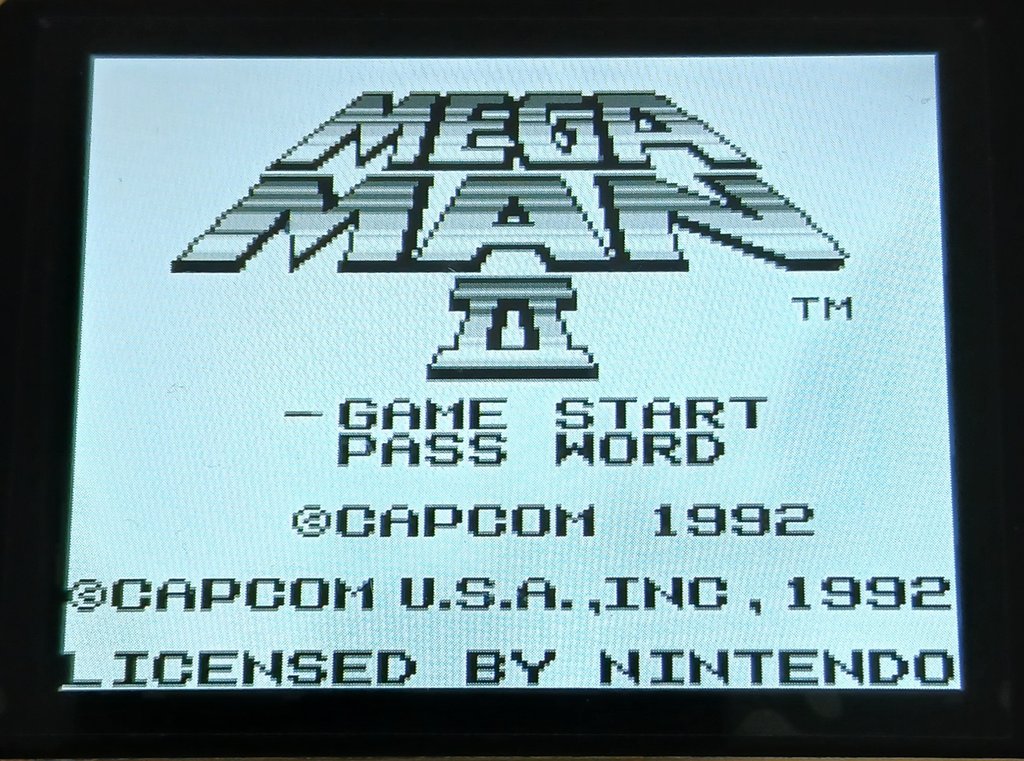 MEGA
MAN
II
TM
– GAME START
PASS WORD
©CAPCOM 1992
©CAPCOM U.S.A.,INC, 1992
LICENSED BY NINTENDO